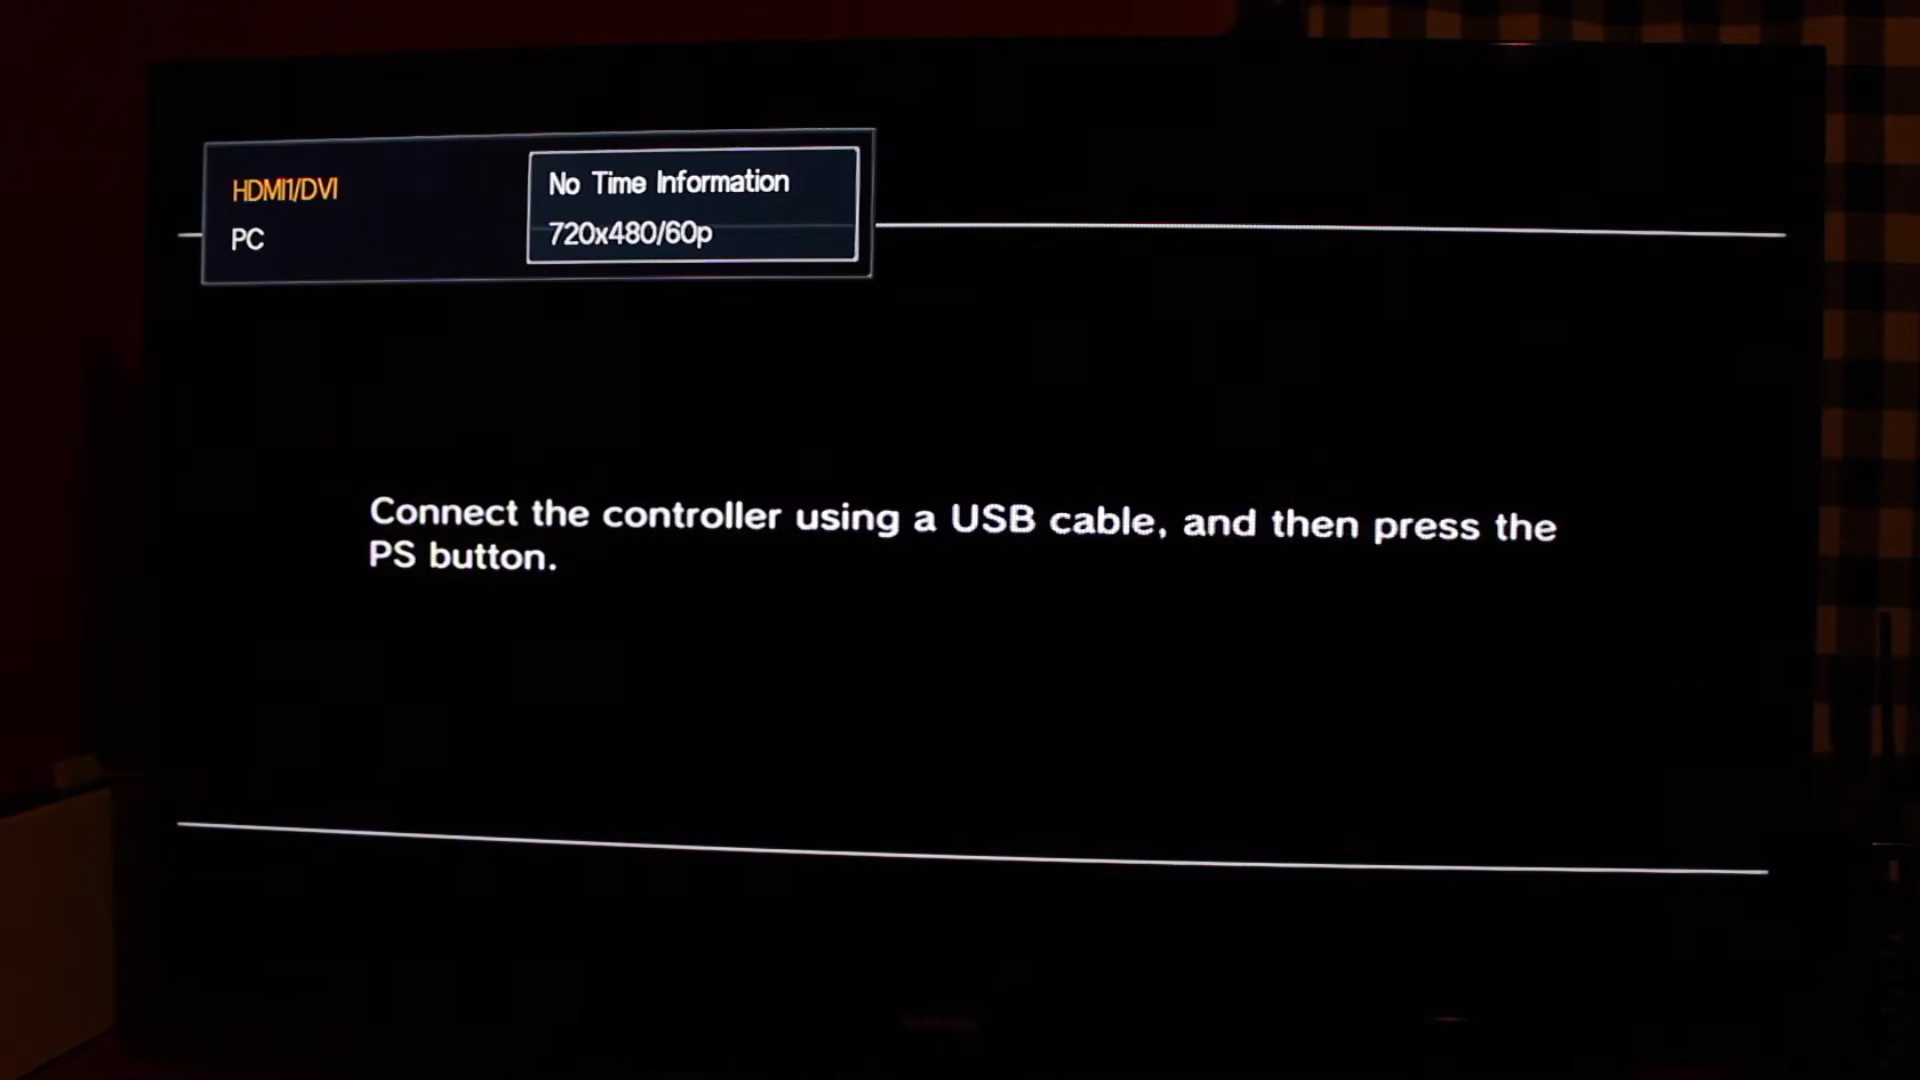 HDMI1/DVI
PC
No Time Information
720x480/60p
Connect the controller using a USB cable, and then press the
PS button.